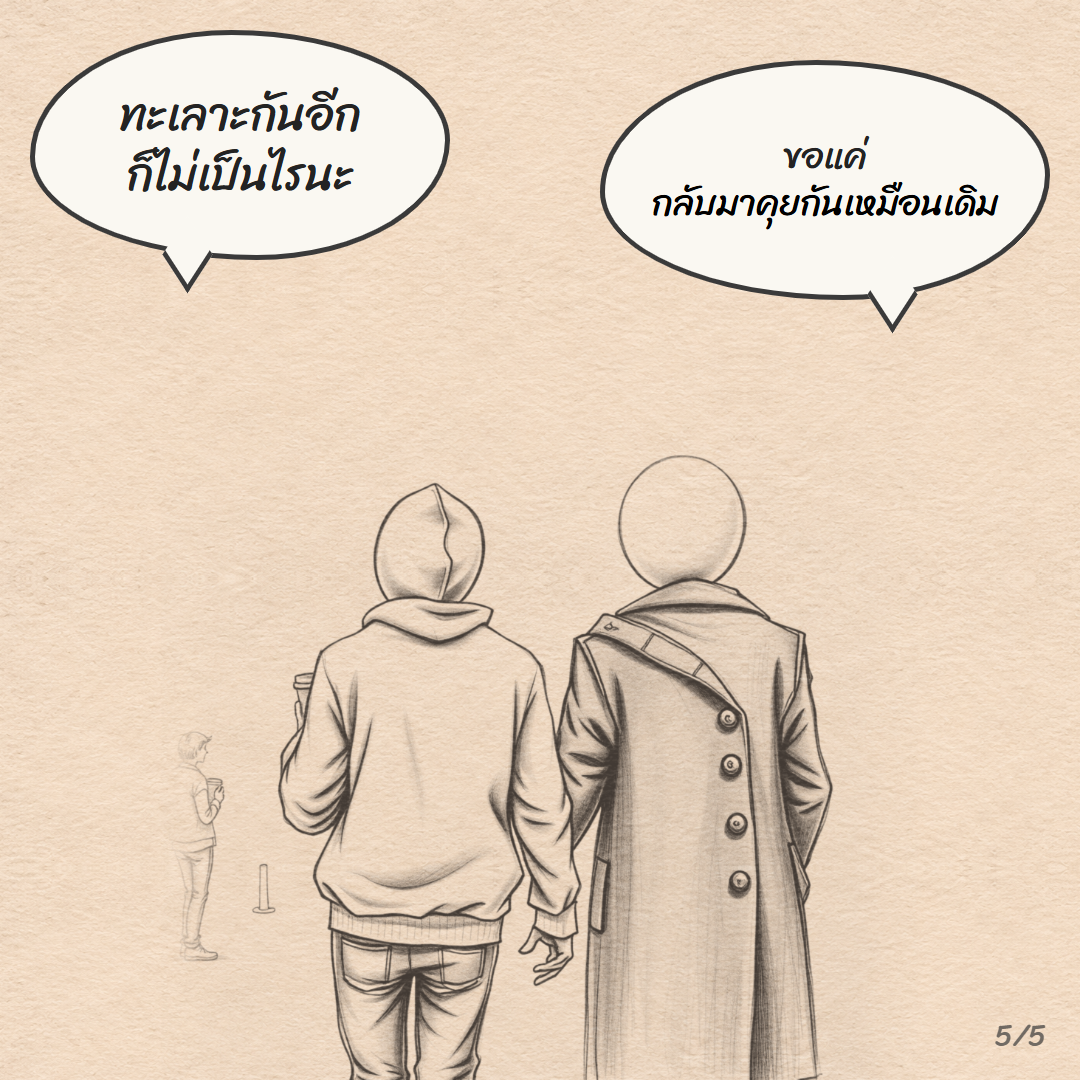 ทะเลาะกันอีก
ก็ไม่เป็นไรนะ
ขอแค่
กลับมาคุยกันเหมือนเดิม
5/5